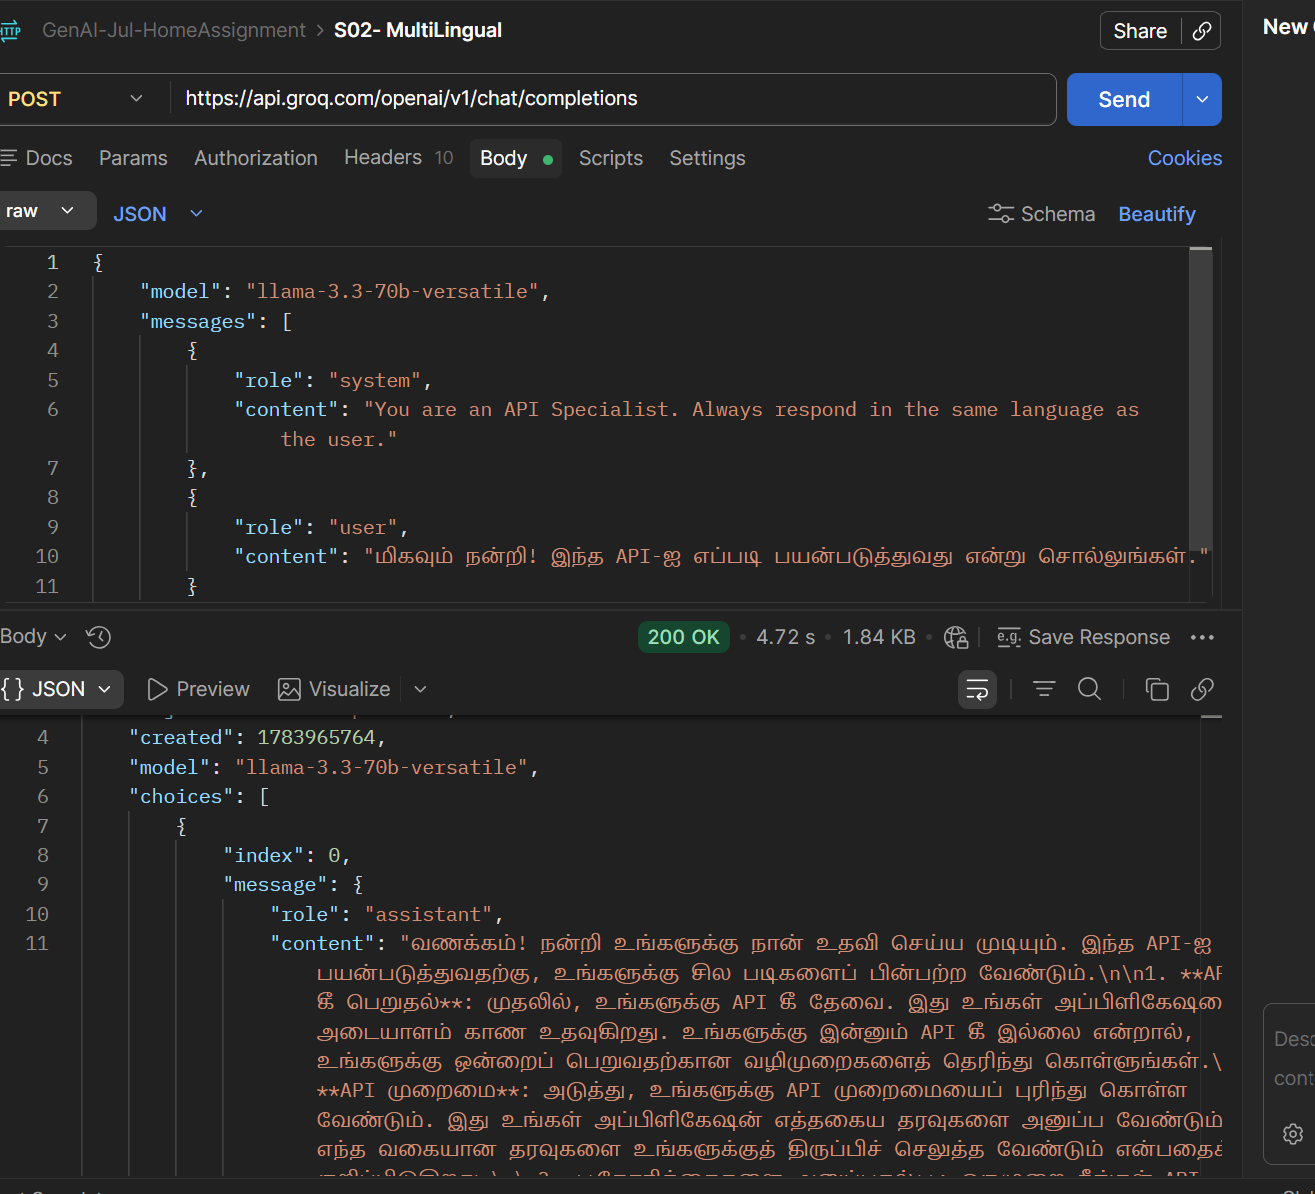 HTTP GenAI-Jul-HomeAssignment > S02- MultiLingual Share New
POST https://api.groq.com/openai/v1/chat/completions Send
Docs Params Authorization Headers 10 Body Scripts Settings Cookies
raw JSON Schema Beautify
1 {
2 "model": "llama-3.3-70b-versatile",
3 "messages": [
4 {
5 "role": "system",
6 "content": "You are an API Specialist. Always respond in the same language as
the user."
7 },
8 {
9 "role": "user",
10 "content": "மிகவும் நன்றி! இந்த API-ஐ எப்படி பயன்படுத்துவது என்று சொல்லுங்கள்."
11 }
Body 200 OK • 4.72 s • 1.84 KB • e.g. Save Response
{} JSON Preview Visualize
4 "created": 1783965764,
5 "model": "llama-3.3-70b-versatile",
6 "choices": [
7 {
8 "index": 0,
9 "message": {
10 "role": "assistant",
11 "content": "வணக்கம்! நன்றி உங்களுக்கு நான் உதவி செய்ய முடியும். இந்த API-ஐ
பயன்படுத்துவதற்கு, உங்களுக்கு சில படிகளைப் பின்பற்ற வேண்டும்.\n\n1. **AP
கீ பெறுதல்**: முதலில், உங்களுக்கு API கீ தேவை. இது உங்கள் அப்பிளிகேஷனை
அடையாளம் காண உதவுகிறது. உங்களுக்கு இன்னும் API கீ இல்லை என்றால்,
உங்களுக்கு ஒன்றைப் பெறுவதற்கான வழிமுறைகளைத் தெரிந்து கொள்ளுங்கள்.\
**API முறைமை**: அடுத்து, உங்களுக்கு API முறைமையைப் புரிந்து கொள்ள
வேண்டும். இது உங்கள் அப்பிளிகேஷன் எத்தகைய தரவுகளை அனுப்ப வேண்டும்
எந்த வகையான தரவுகளை உங்களுக்குத் திருப்பிச் செலுத்த வேண்டும் என்பதை
Desc
cont